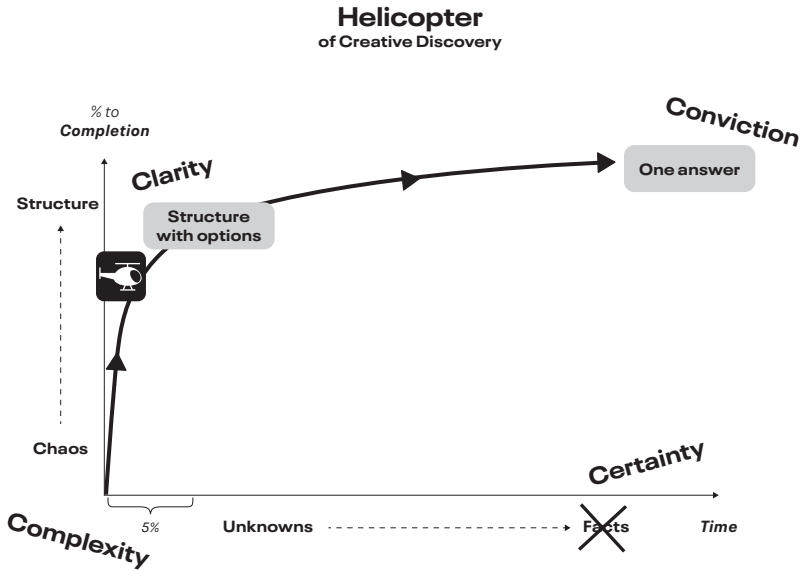 Helicopter
of Creative Discovery
% to
Completion
Conviction
Clarity
One answer
Structure
Structure
with options
Chaos
Certainty
Complexity
5%
Unknowns
Facts
Time